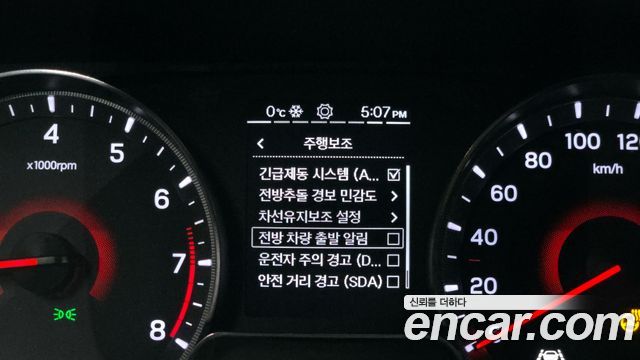 0℃ 5:07PM
주행보조
긴급제동 시스템 (A...
전방추돌 경보 민감도
차선유지보조 설정
전방 차량 출발 알림
운전자 주의 경고 (D...
안전 거리 경고 (SDA)
4
5
6
7
8
x1000rpm
120
100
80
60
40
20
km/h
신뢰를 더하다
encar.com